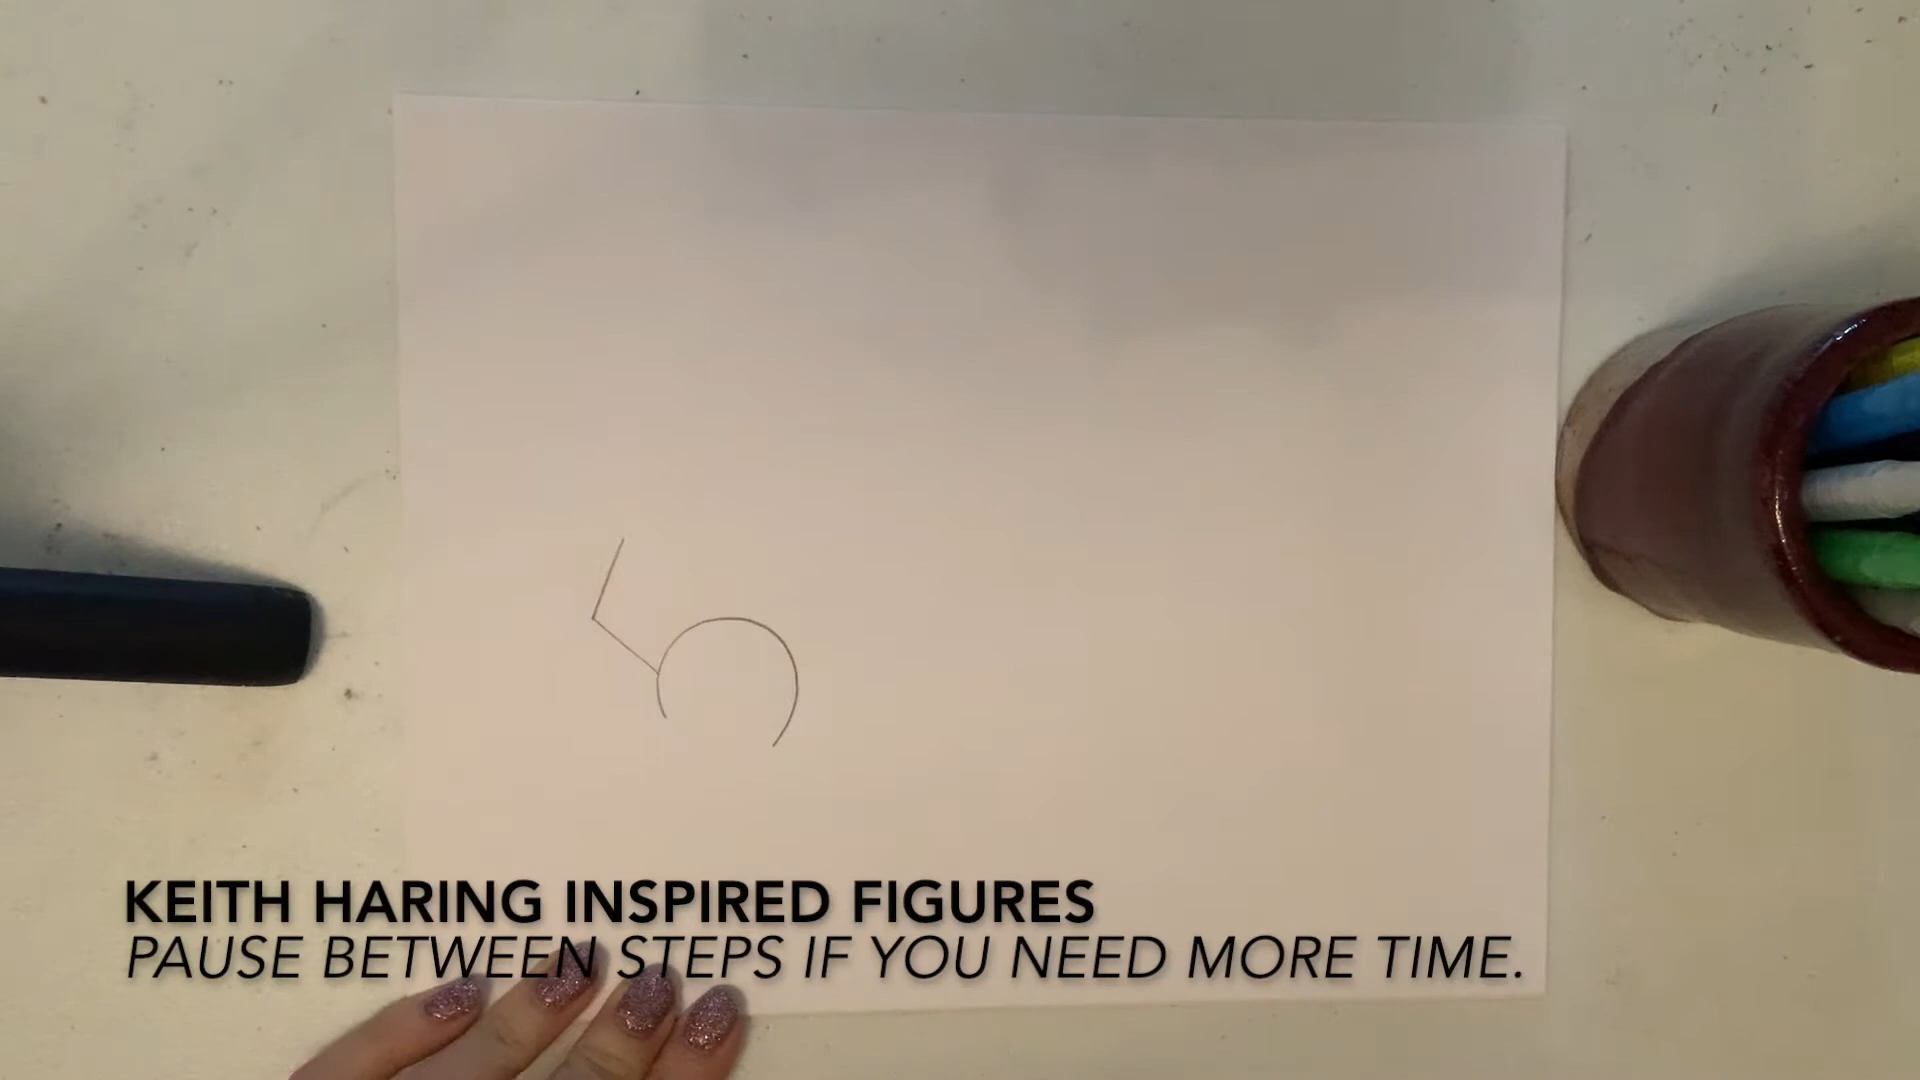 KEITH HARING INSPIRED FIGURES
PAUSE BETWEEN STEPS IF YOU NEED MORE TIME.